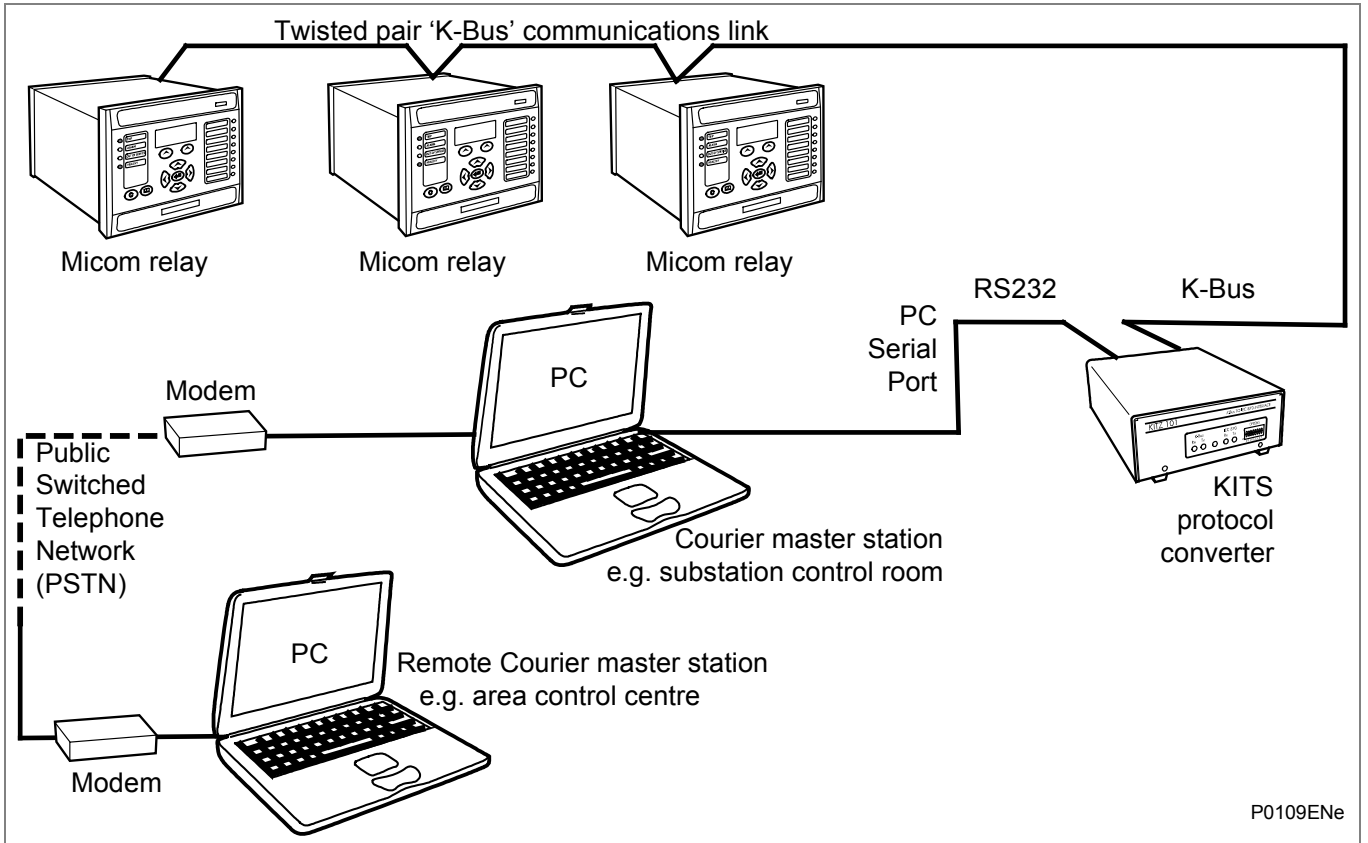 Twisted pair ‘K-Bus’ communications link
Micom relay
Micom relay
Micom relay
RS232
K-Bus
PC
Serial
Port
PC
Modem
Public
Switched
Telephone
Network
(PSTN)
KITZ 101
KITS
protocol
converter
Courier master station
e.g. substation control room
PC
Remote Courier master station
e.g. area control centre
Modem
P0109ENe